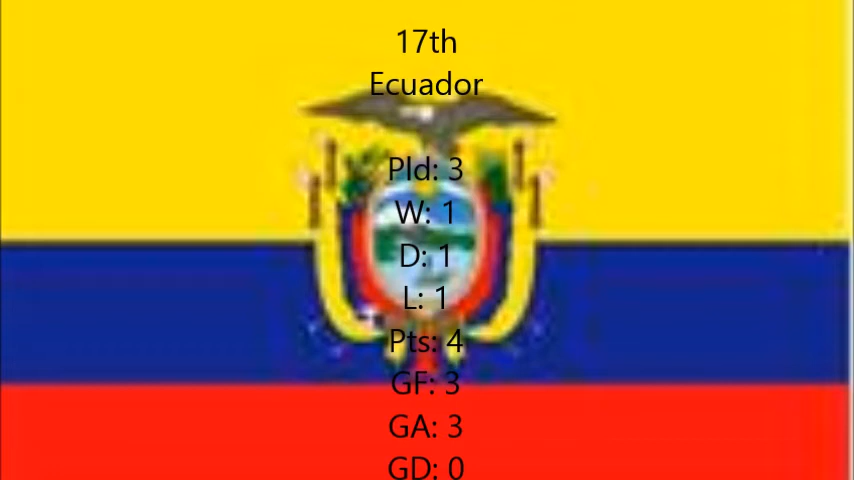 17th
Ecuador
Pld: 3
W: 1
D: 1
L: 1
Pts: 4
GF: 3
GA: 3
GD: 0